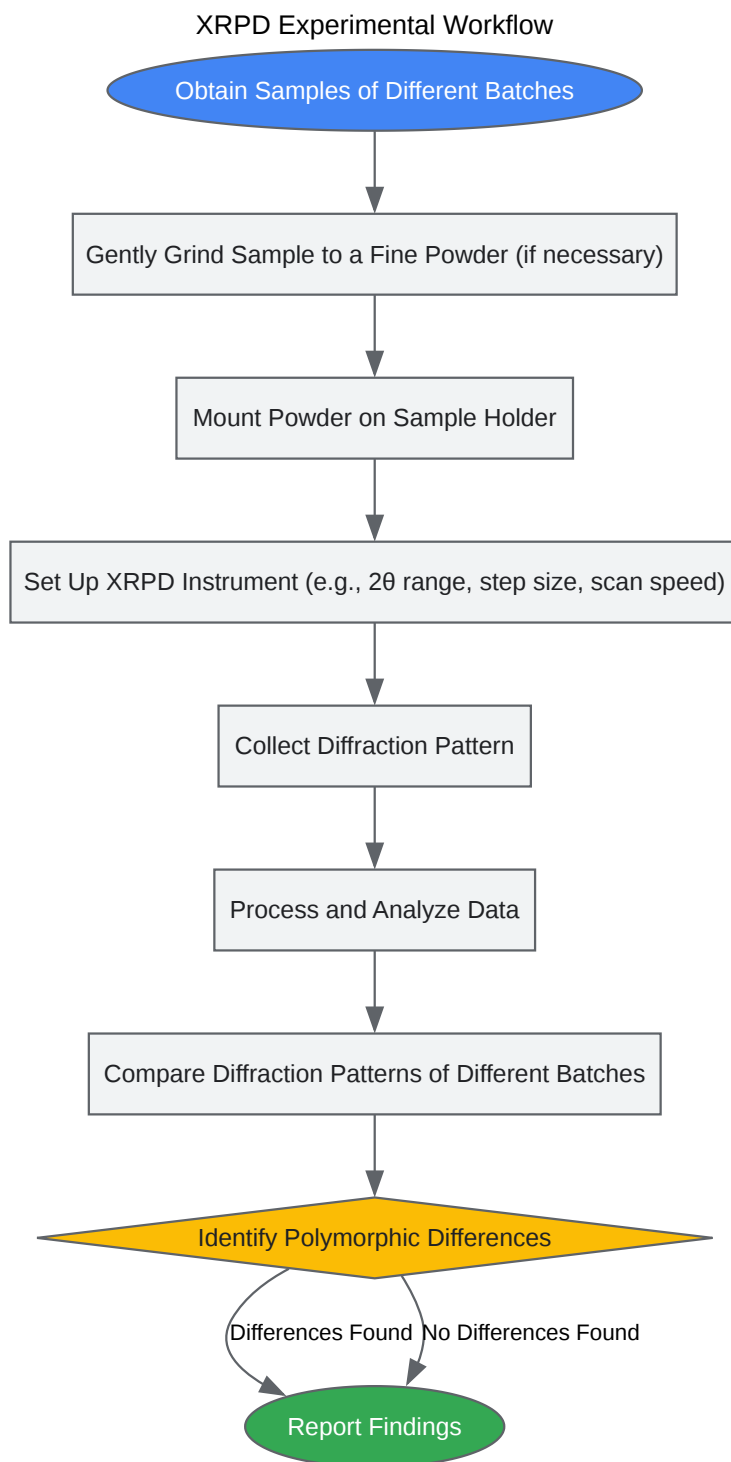 XRPD Experimental Workflow
Obtain Samples of Different Batches
Gently Grind Sample to a Fine Powder (if necessary)
Mount Powder on Sample Holder
Set Up XRPD Instrument (e.g., 2θ range, step size, scan speed)
Collect Diffraction Pattern
Process and Analyze Data
Compare Diffraction Patterns of Different Batches
Identify Polymorphic Differences
Differences Found
No Differences Found
Report Findings